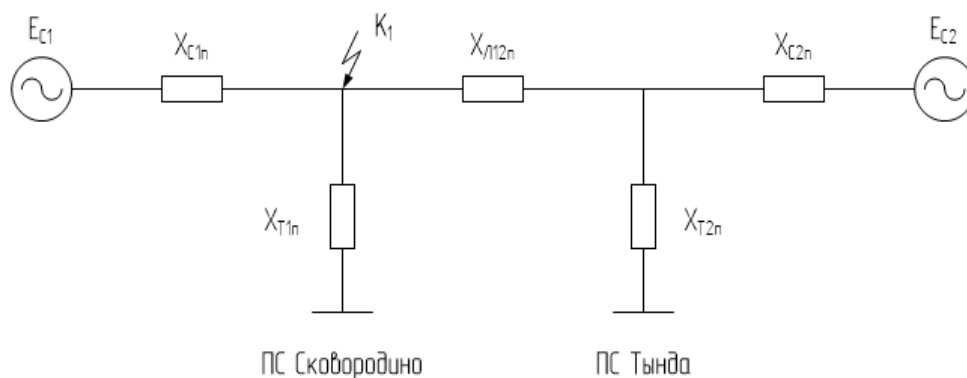 E_C1
X_C1п
K_1
X_Л12п
X_C2п
E_C2
X_T1п
X_T2п
ПС Сковородино
ПС Тында